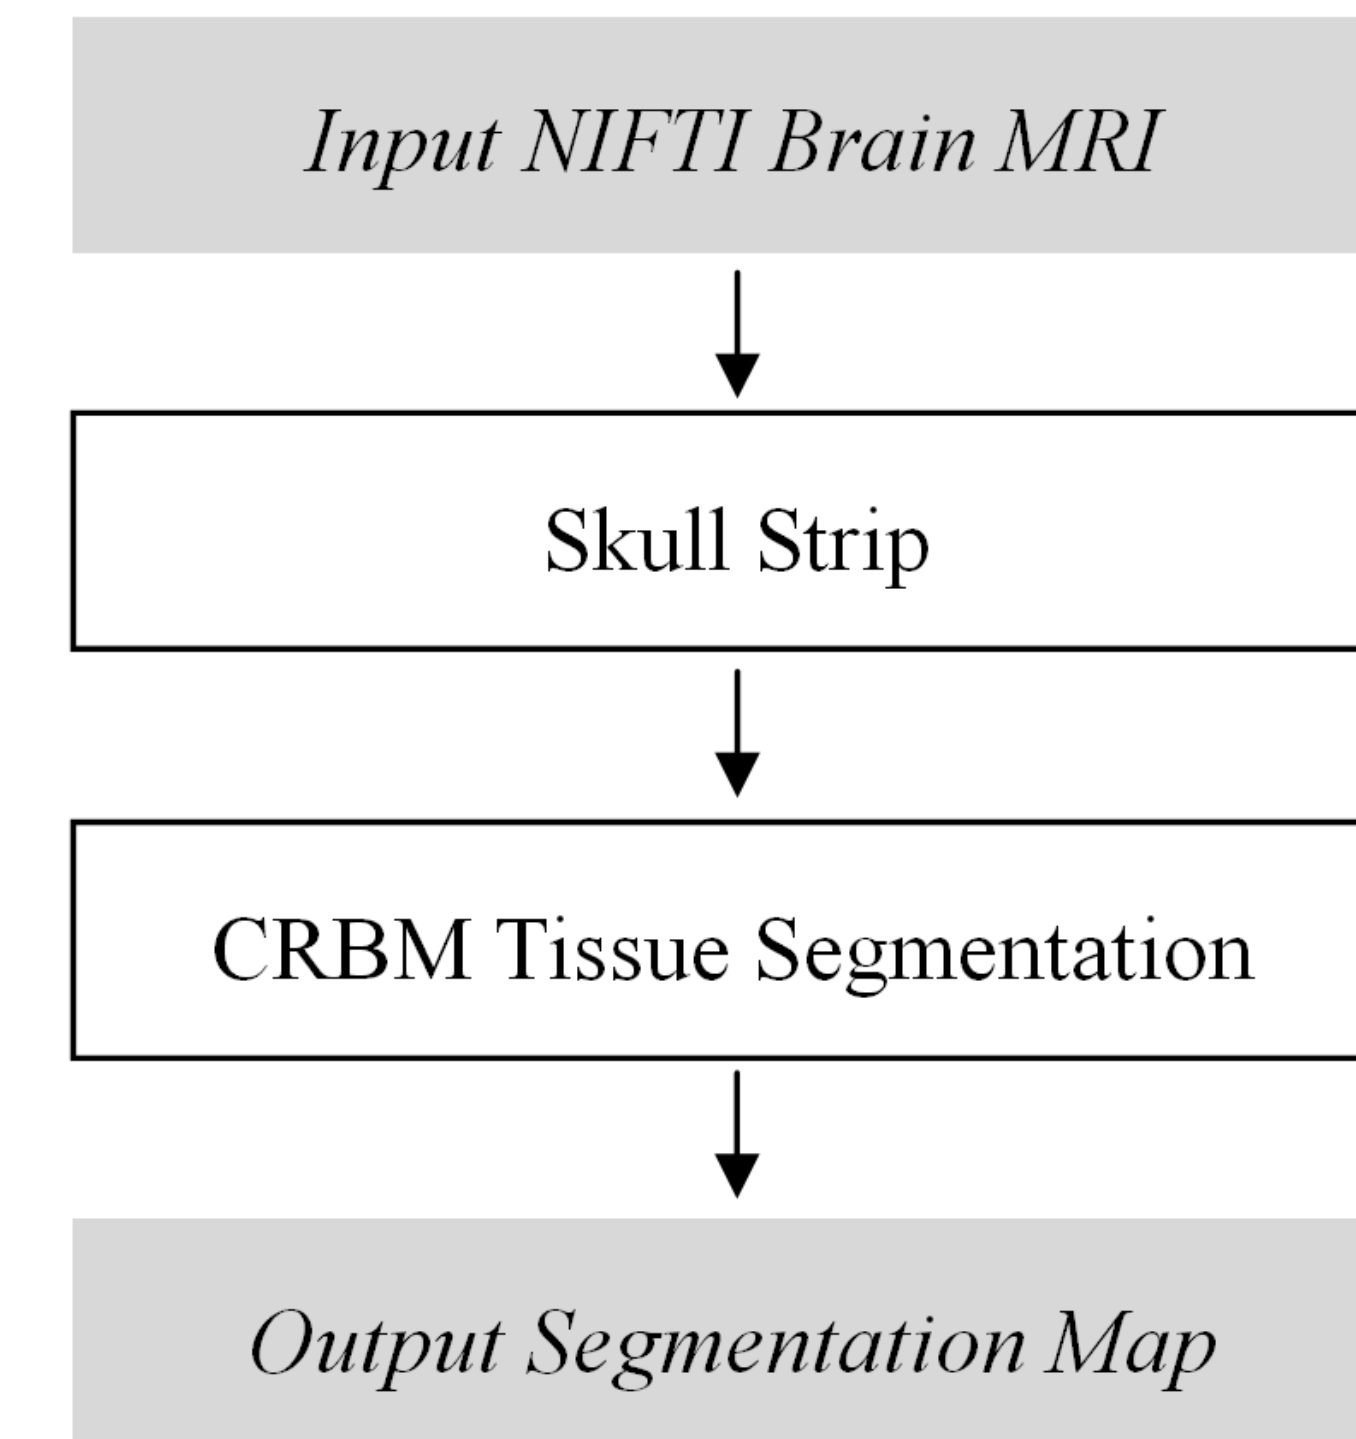 Input NIFTI Brain MRI
Skull Strip
CRBM Tissue Segmentation
Output Segmentation Map